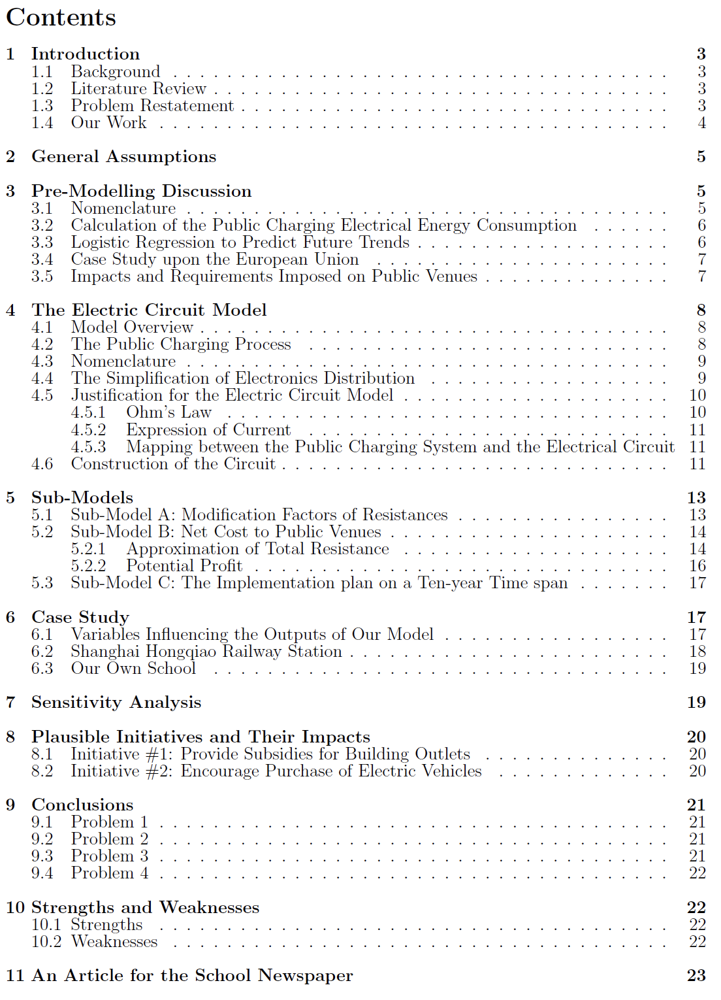 Contents
1 Introduction 3
1.1 Background . . . . . . . . . . . . . . . . . . . . . . . . . . . . . . . . . . . . . 3
1.2 Literature Review . . . . . . . . . . . . . . . . . . . . . . . . . . . . . . . . . . 3
1.3 Problem Restatement . . . . . . . . . . . . . . . . . . . . . . . . . . . . . . . . 3
1.4 Our Work . . . . . . . . . . . . . . . . . . . . . . . . . . . . . . . . . . . . . . 4
2 General Assumptions 5
3 Pre-Modelling Discussion 5
3.1 Nomenclature . . . . . . . . . . . . . . . . . . . . . . . . . . . . . . . . . . . . 5
3.2 Calculation of the Public Charging Electrical Energy Consumption . . . . . . 6
3.3 Logistic Regression to Predict Future Trends . . . . . . . . . . . . . . . . . . . 6
3.4 Case Study upon the European Union . . . . . . . . . . . . . . . . . . . . . . 7
3.5 Impacts and Requirements Imposed on Public Venues . . . . . . . . . . . . . . 7
4 The Electric Circuit Model 8
4.1 Model Overview . . . . . . . . . . . . . . . . . . . . . . . . . . . . . . . . . . . 8
4.2 The Public Charging Process . . . . . . . . . . . . . . . . . . . . . . . . . . . 8
4.3 Nomenclature . . . . . . . . . . . . . . . . . . . . . . . . . . . . . . . . . . . . 9
4.4 The Simplification of Electronics Distribution . . . . . . . . . . . . . . . . . . 9
4.5 Justification for the Electric Circuit Model . . . . . . . . . . . . . . . . . . . . 10
4.5.1 Ohm's Law . . . . . . . . . . . . . . . . . . . . . . . . . . . . . . . . . 10
4.5.2 Expression of Current . . . . . . . . . . . . . . . . . . . . . . . . . . . 11
4.5.3 Mapping between the Public Charging System and the Electrical Circuit 11
4.6 Construction of the Circuit . . . . . . . . . . . . . . . . . . . . . . . . . . . . . 11
5 Sub-Models 13
5.1 Sub-Model A: Modification Factors of Resistances . . . . . . . . . . . . . . . . 13
5.2 Sub-Model B: Net Cost to Public Venues . . . . . . . . . . . . . . . . . . . . . 14
5.2.1 Approximation of Total Resistance . . . . . . . . . . . . . . . . . . . . 14
5.2.2 Potential Profit . . . . . . . . . . . . . . . . . . . . . . . . . . . . . . . 16
5.3 Sub-Model C: The Implementation plan on a Ten-year Time span . . . . . . . 17
6 Case Study 17
6.1 Variables Influencing the Outputs of Our Model . . . . . . . . . . . . . . . . . 17
6.2 Shanghai Hongqiao Railway Station . . . . . . . . . . . . . . . . . . . . . . . . 18
6.3 Our Own School . . . . . . . . . . . . . . . . . . . . . . . . . . . . . . . . . . 19
7 Sensitivity Analysis 19
8 Plausible Initiatives and Their Impacts 20
8.1 Initiative #1: Provide Subsidies for Building Outlets . . . . . . . . . . . . . . 20
8.2 Initiative #2: Encourage Purchase of Electric Vehicles . . . . . . . . . . . . . 20
9 Conclusions 21
9.1 Problem 1 . . . . . . . . . . . . . . . . . . . . . . . . . . . . . . . . . . . . . . 21
9.2 Problem 2 . . . . . . . . . . . . . . . . . . . . . . . . . . . . . . . . . . . . . . 21
9.3 Problem 3 . . . . . . . . . . . . . . . . . . . . . . . . . . . . . . . . . . . . . . 21
9.4 Problem 4 . . . . . . . . . . . . . . . . . . . . . . . . . . . . . . . . . . . . . . 22
10 Strengths and Weaknesses 22
10.1 Strengths . . . . . . . . . . . . . . . . . . . . . . . . . . . . . . . . . . . . . . 22
10.2 Weaknesses . . . . . . . . . . . . . . . . . . . . . . . . . . . . . . . . . . . . . 22
11 An Article for the School Newspaper 23